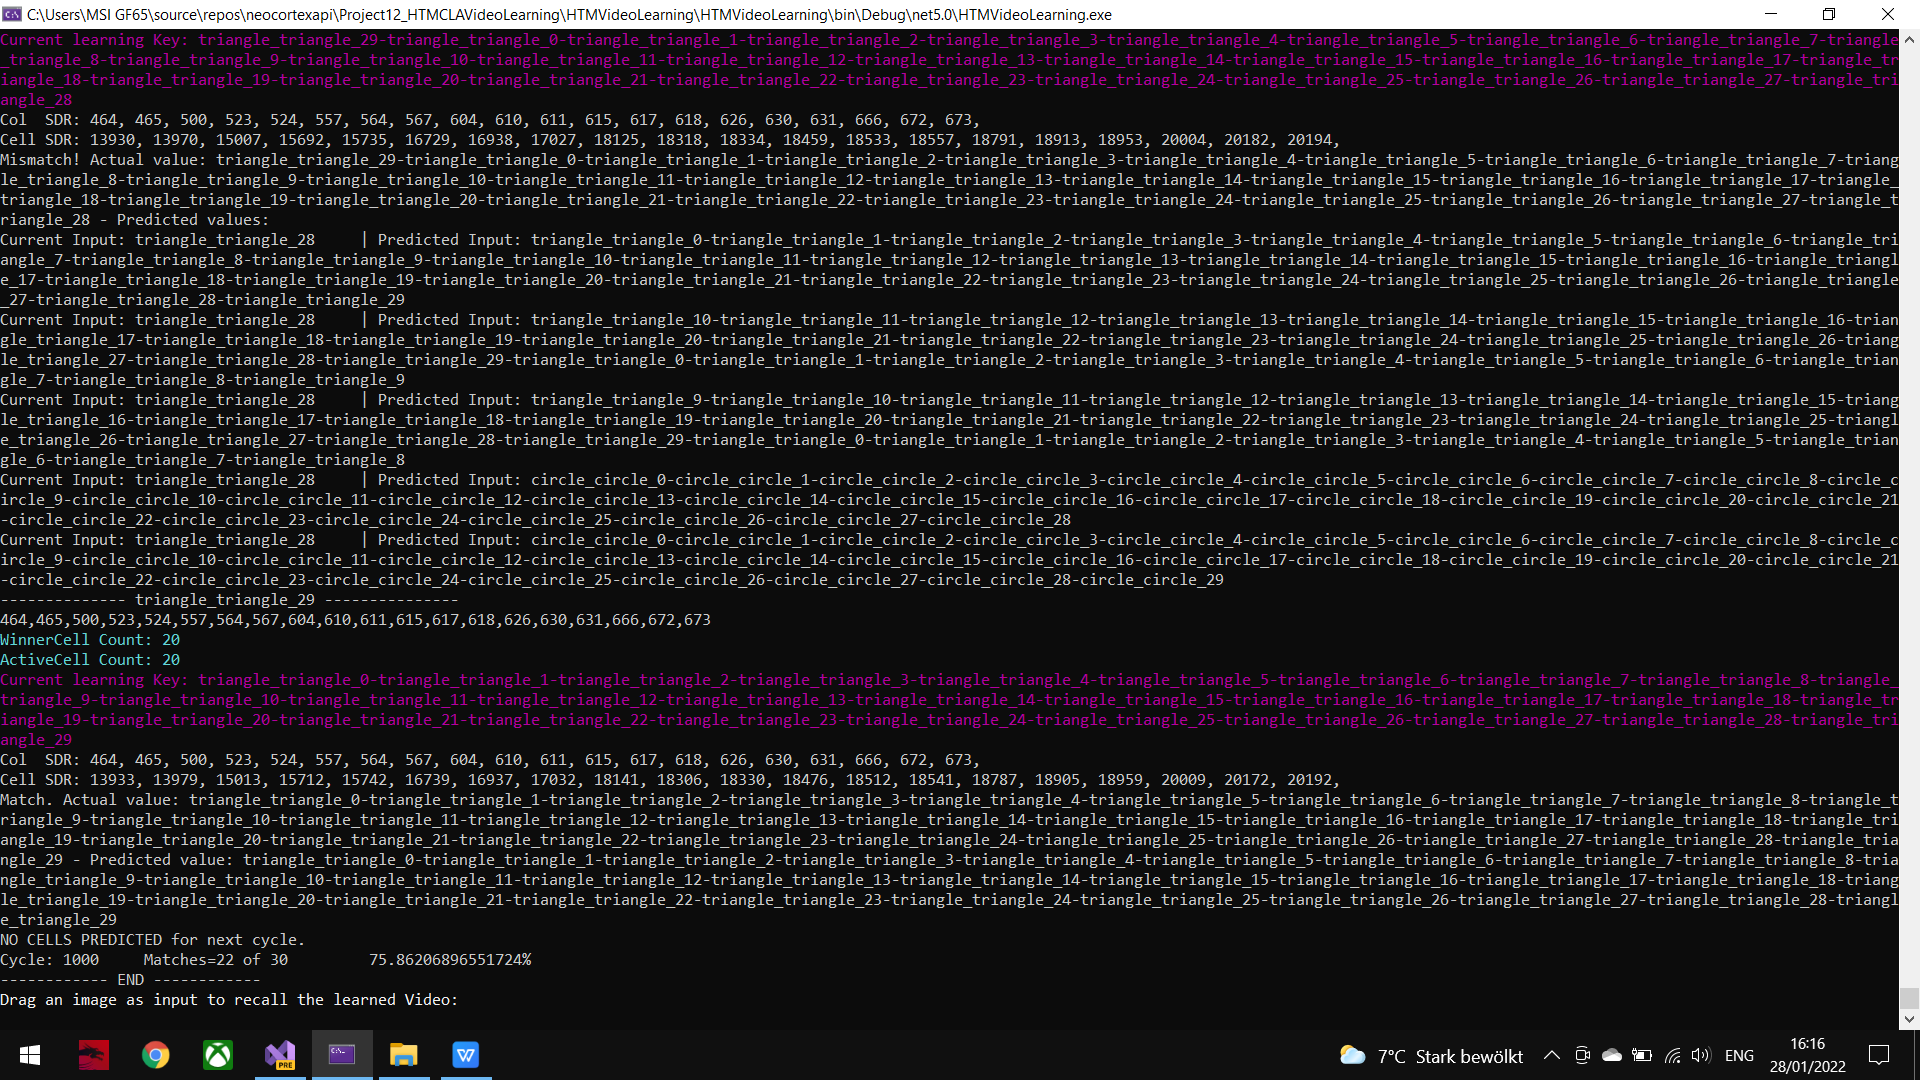 C:\Users\MSI GF65\source\repos\neocortexapi\Project12_HTMCLAVideoLearning\HTMVideoLearning\HTMVideoLearning\bin\Debug\net5.0\HTMVideoLearning.exe
Current learning Key: triangle_triangle_29-triangle_triangle_0-triangle_triangle_1-triangle_triangle_2-triangle_triangle_3-triangle_triangle_4-triangle_triangle_5-triangle_triangle_6-triangle_triangle_7-triangle
_triangle_8-triangle_triangle_9-triangle_triangle_10-triangle_triangle_11-triangle_triangle_12-triangle_triangle_13-triangle_triangle_14-triangle_triangle_15-triangle_triangle_16-triangle_triangle_17-triangle_tr
iangle_18-triangle_triangle_19-triangle_triangle_20-triangle_triangle_21-triangle_triangle_22-triangle_triangle_23-triangle_triangle_24-triangle_triangle_25-triangle_triangle_26-triangle_triangle_27-triangle_tri
angle_28
Col  SDR: 464, 465, 500, 523, 524, 557, 564, 567, 604, 610, 611, 615, 617, 618, 626, 630, 631, 666, 672, 673,
Cell SDR: 13930, 13970, 15007, 15692, 15735, 16729, 16938, 17027, 18125, 18318, 18334, 18459, 18533, 18557, 18791, 18913, 18953, 20004, 20182, 20194,
Mismatch! Actual value: triangle_triangle_29-triangle_triangle_0-triangle_triangle_1-triangle_triangle_2-triangle_triangle_3-triangle_triangle_4-triangle_triangle_5-triangle_triangle_6-triangle_triangle_7-triang
le_triangle_8-triangle_triangle_9-triangle_triangle_10-triangle_triangle_11-triangle_triangle_12-triangle_triangle_13-triangle_triangle_14-triangle_triangle_15-triangle_triangle_16-triangle_triangle_17-triangle_
triangle_18-triangle_triangle_19-triangle_triangle_20-triangle_triangle_21-triangle_triangle_22-triangle_triangle_23-triangle_triangle_24-triangle_triangle_25-triangle_triangle_26-triangle_triangle_27-triangle_t
riangle_28 - Predicted values:
Current Input: triangle_triangle_28     | Predicted Input: triangle_triangle_0-triangle_triangle_1-triangle_triangle_2-triangle_triangle_3-triangle_triangle_4-triangle_triangle_5-triangle_triangle_6-triangle_tri
angle_7-triangle_triangle_8-triangle_triangle_9-triangle_triangle_10-triangle_triangle_11-triangle_triangle_12-triangle_triangle_13-triangle_triangle_14-triangle_triangle_15-triangle_triangle_16-triangle_triangl
e_17-triangle_triangle_18-triangle_triangle_19-triangle_triangle_20-triangle_triangle_21-triangle_triangle_22-triangle_triangle_23-triangle_triangle_24-triangle_triangle_25-triangle_triangle_26-triangle_triangle
_27-triangle_triangle_28-triangle_triangle_29
Current Input: triangle_triangle_28     | Predicted Input: triangle_triangle_10-triangle_triangle_11-triangle_triangle_12-triangle_triangle_13-triangle_triangle_14-triangle_triangle_15-triangle_triangle_16-trian
gle_triangle_17-triangle_triangle_18-triangle_triangle_19-triangle_triangle_20-triangle_triangle_21-triangle_triangle_22-triangle_triangle_23-triangle_triangle_24-triangle_triangle_25-triangle_triangle_26-triang
le_triangle_27-triangle_triangle_28-triangle_triangle_29-triangle_triangle_0-triangle_triangle_1-triangle_triangle_2-triangle_triangle_3-triangle_triangle_4-triangle_triangle_5-triangle_triangle_6-triangle_trian
gle_7-triangle_triangle_8-triangle_triangle_9
Current Input: triangle_triangle_28     | Predicted Input: triangle_triangle_9-triangle_triangle_10-triangle_triangle_11-triangle_triangle_12-triangle_triangle_13-triangle_triangle_14-triangle_triangle_15-triang
le_triangle_16-triangle_triangle_17-triangle_triangle_18-triangle_triangle_19-triangle_triangle_20-triangle_triangle_21-triangle_triangle_22-triangle_triangle_23-triangle_triangle_24-triangle_triangle_25-triangl
e_triangle_26-triangle_triangle_27-triangle_triangle_28-triangle_triangle_29-triangle_triangle_0-triangle_triangle_1-triangle_triangle_2-triangle_triangle_3-triangle_triangle_4-triangle_triangle_5-triangle_trian
gle_6-triangle_triangle_7-triangle_triangle_8
Current Input: triangle_triangle_28     | Predicted Input: circle_circle_0-circle_circle_1-circle_circle_2-circle_circle_3-circle_circle_4-circle_circle_5-circle_circle_6-circle_circle_7-circle_circle_8-circle_c
ircle_9-circle_circle_10-circle_circle_11-circle_circle_12-circle_circle_13-circle_circle_14-circle_circle_15-circle_circle_16-circle_circle_17-circle_circle_18-circle_circle_19-circle_circle_20-circle_circle_21
-circle_circle_22-circle_circle_23-circle_circle_24-circle_circle_25-circle_circle_26-circle_circle_27-circle_circle_28
Current Input: triangle_triangle_28     | Predicted Input: circle_circle_0-circle_circle_1-circle_circle_2-circle_circle_3-circle_circle_4-circle_circle_5-circle_circle_6-circle_circle_7-circle_circle_8-circle_c
ircle_9-circle_circle_10-circle_circle_11-circle_circle_12-circle_circle_13-circle_circle_14-circle_circle_15-circle_circle_16-circle_circle_17-circle_circle_18-circle_circle_19-circle_circle_20-circle_circle_21
-circle_circle_22-circle_circle_23-circle_circle_24-circle_circle_25-circle_circle_26-circle_circle_27-circle_circle_28-circle_circle_29
-------------- triangle_triangle_29 ---------------
464,465,500,523,524,557,564,567,604,610,611,615,617,618,626,630,631,666,672,673
WinnerCell Count: 20
ActiveCell Count: 20
Current learning Key: triangle_triangle_0-triangle_triangle_1-triangle_triangle_2-triangle_triangle_3-triangle_triangle_4-triangle_triangle_5-triangle_triangle_6-triangle_triangle_7-triangle_triangle_8-triangle_
triangle_9-triangle_triangle_10-triangle_triangle_11-triangle_triangle_12-triangle_triangle_13-triangle_triangle_14-triangle_triangle_15-triangle_triangle_16-triangle_triangle_17-triangle_triangle_18-triangle_tr
iangle_19-triangle_triangle_20-triangle_triangle_21-triangle_triangle_22-triangle_triangle_23-triangle_triangle_24-triangle_triangle_25-triangle_triangle_26-triangle_triangle_27-triangle_triangle_28-triangle_tri
angle_29
Col  SDR: 464, 465, 500, 523, 524, 557, 564, 567, 604, 610, 611, 615, 617, 618, 626, 630, 631, 666, 672, 673,
Cell SDR: 13933, 13979, 15013, 15712, 15742, 16739, 16937, 17032, 18141, 18306, 18330, 18476, 18512, 18541, 18787, 18905, 18959, 20009, 20172, 20192,
Match. Actual value: triangle_triangle_0-triangle_triangle_1-triangle_triangle_2-triangle_triangle_3-triangle_triangle_4-triangle_triangle_5-triangle_triangle_6-triangle_triangle_7-triangle_triangle_8-triangle_t
riangle_9-triangle_triangle_10-triangle_triangle_11-triangle_triangle_12-triangle_triangle_13-triangle_triangle_14-triangle_triangle_15-triangle_triangle_16-triangle_triangle_17-triangle_triangle_18-triangle_tri
angle_19-triangle_triangle_20-triangle_triangle_21-triangle_triangle_22-triangle_triangle_23-triangle_triangle_24-triangle_triangle_25-triangle_triangle_26-triangle_triangle_27-triangle_triangle_28-triangle_tria
ngle_29 - Predicted value: triangle_triangle_0-triangle_triangle_1-triangle_triangle_2-triangle_triangle_3-triangle_triangle_4-triangle_triangle_5-triangle_triangle_6-triangle_triangle_7-triangle_triangle_8-tria
ngle_triangle_9-triangle_triangle_10-triangle_triangle_11-triangle_triangle_12-triangle_triangle_13-triangle_triangle_14-triangle_triangle_15-triangle_triangle_16-triangle_triangle_17-triangle_triangle_18-triang
le_triangle_19-triangle_triangle_20-triangle_triangle_21-triangle_triangle_22-triangle_triangle_23-triangle_triangle_24-triangle_triangle_25-triangle_triangle_26-triangle_triangle_27-triangle_triangle_28-triangl
e_triangle_29
NO CELLS PREDICTED for next cycle.
Cycle: 1000     Matches=22 of 30         75.86206896551724%
------------ END ------------
Drag an image as input to recall the learned Video:
PRE
W
7°C Stark bewölkt
ENG
16:16
28/01/2022